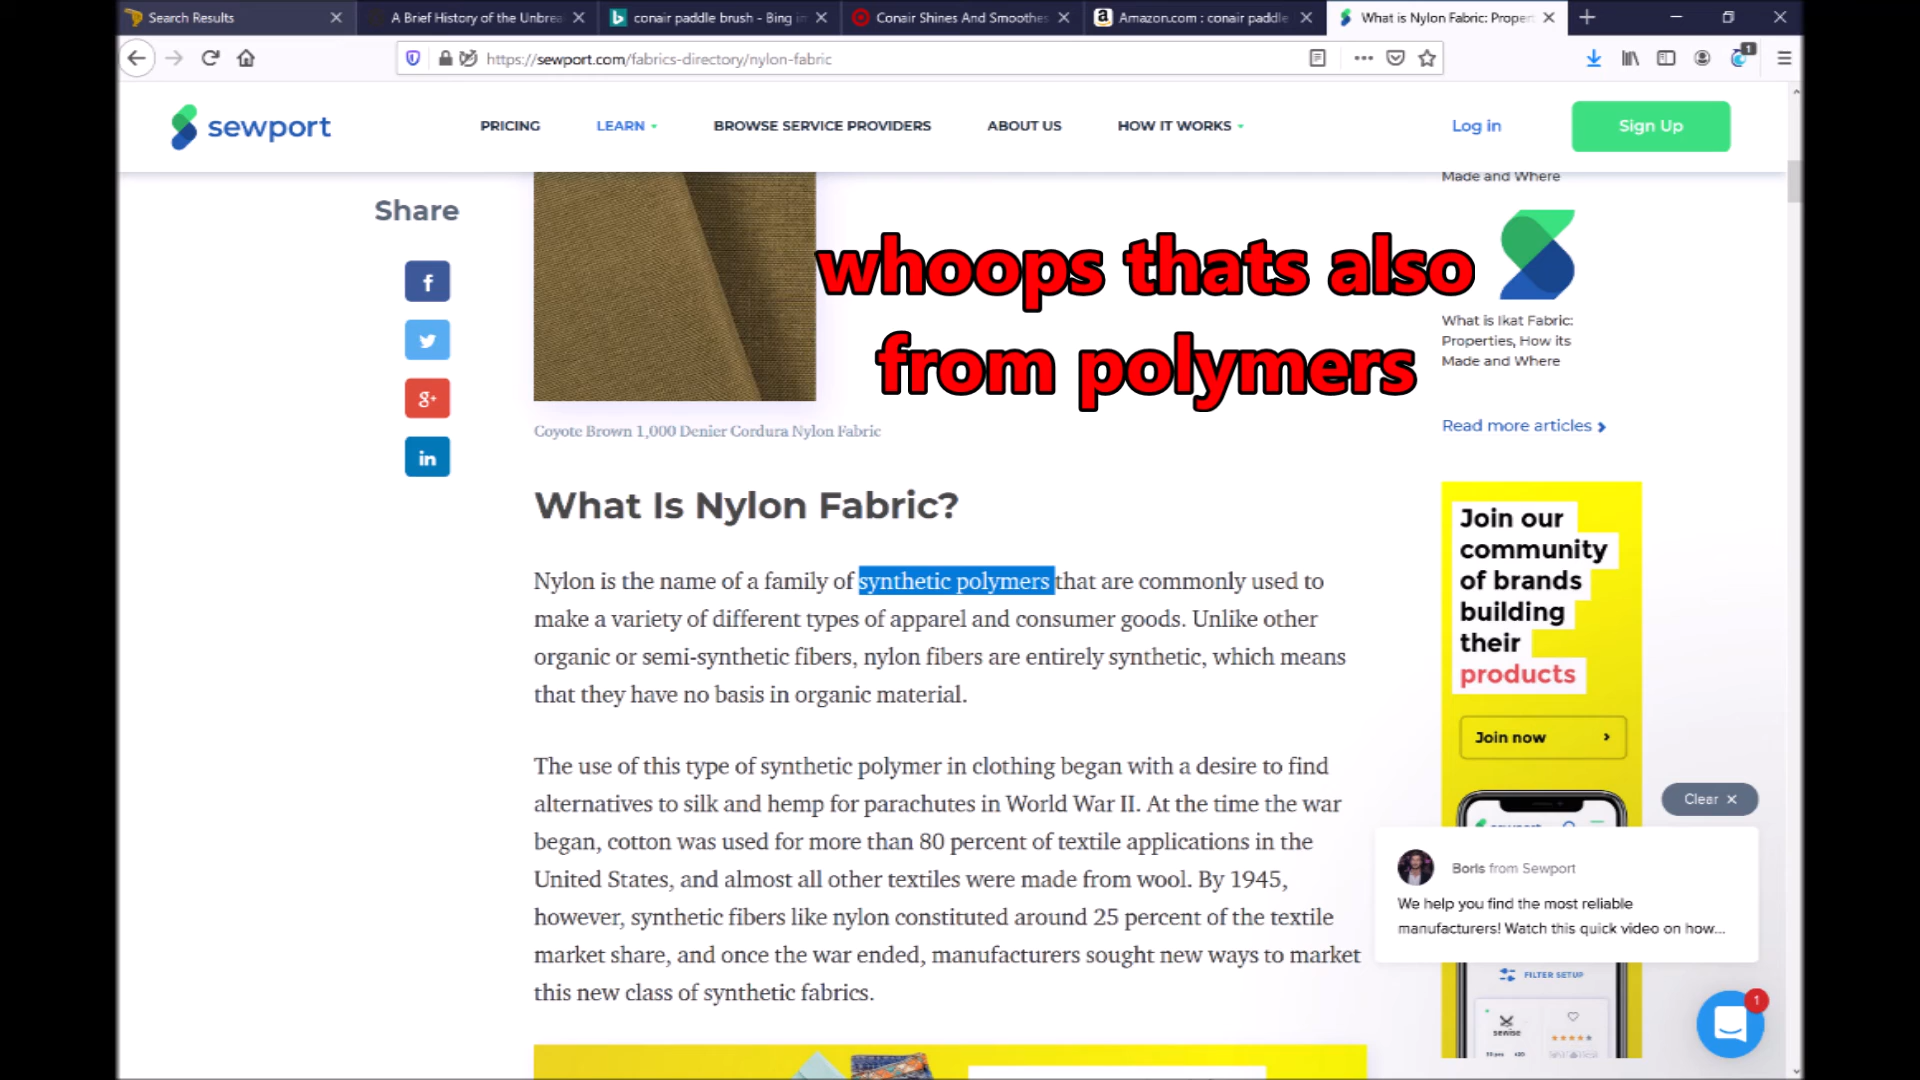 Search Results
A Brief History of the Unbrea
conair paddle brush - Bing im
Conair Shines And Smoothes
Amazon.com : conair paddle
What is Nylon Fabric: Propert
https://sewport.com/fabrics-directory/nylon-fabric
1
sewport
PRICING
LEARN
BROWSE SERVICE PROVIDERS
ABOUT US
HOW IT WORKS
Log in
Sign Up
Share
f
g+
in
whoops thats also
from polymers
Coyote Brown 1,000 Denier Cordura Nylon Fabric
What Is Nylon Fabric?
Nylon is the name of a family of synthetic polymers that are commonly used to
make a variety of different types of apparel and consumer goods. Unlike other
organic or semi-synthetic fibers, nylon fibers are entirely synthetic, which means
that they have no basis in organic material.
The use of this type of synthetic polymer in clothing began with a desire to find
alternatives to silk and hemp for parachutes in World War II. At the time the war
began, cotton was used for more than 80 percent of textile applications in the
United States, and almost all other textiles were made from wool. By 1945,
however, synthetic fibers like nylon constituted around 25 percent of the textile
market share, and once the war ended, manufacturers sought new ways to market
this new class of synthetic fabrics.
Made and Where
What is Ikat Fabric:
Properties, How its
Made and Where
Read more articles
Join our
community
of brands
building
their
products
Join now
Clear
Boris from Sewport
We help you find the most reliable
manufacturers! Watch this quick video on how...
FILTER SETUP
sewise
1